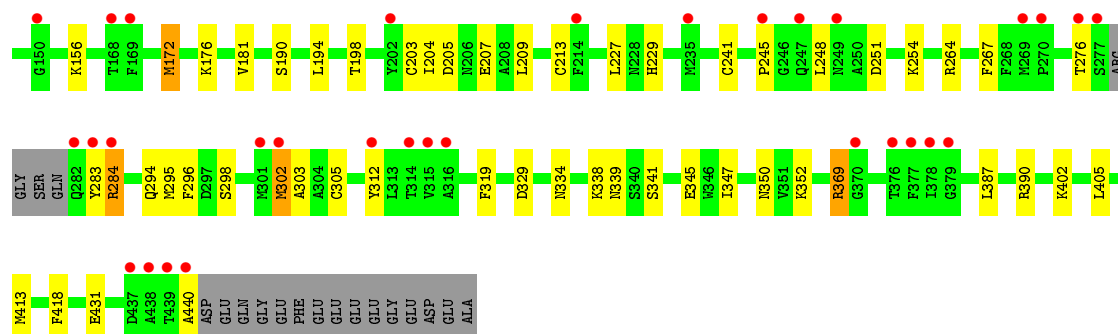 G150 K156 T168 F169 M172 K176 V181 S190 L194 T198 Y202 C203 I204 D205 N206 E207 A208 L209 C213 F214 L227 N228 H229 M235 C241 P245 G246 Q247 L248 N249 A250 D251 K254 R264 F267 F268 M269 P270 T276 S277 ARG
GLY SER GLN Q282 Y283 R284 Q294 M295 F296 D297 S298 M301 M302 A303 A304 C305 Y312 L313 T314 V315 A316 F319 D329 N334 K338 N339 S340 S341 E345 W346 I347 N350 V351 K352 R369 G370 T376 F377 I378 G379 L387 R390 K402 L405
M413 F418 E431 D437 A438 T439 A440 ASP GLU GLN GLY GLU PHE GLU GLU GLU GLU GLY GLU ASP GLU ALA